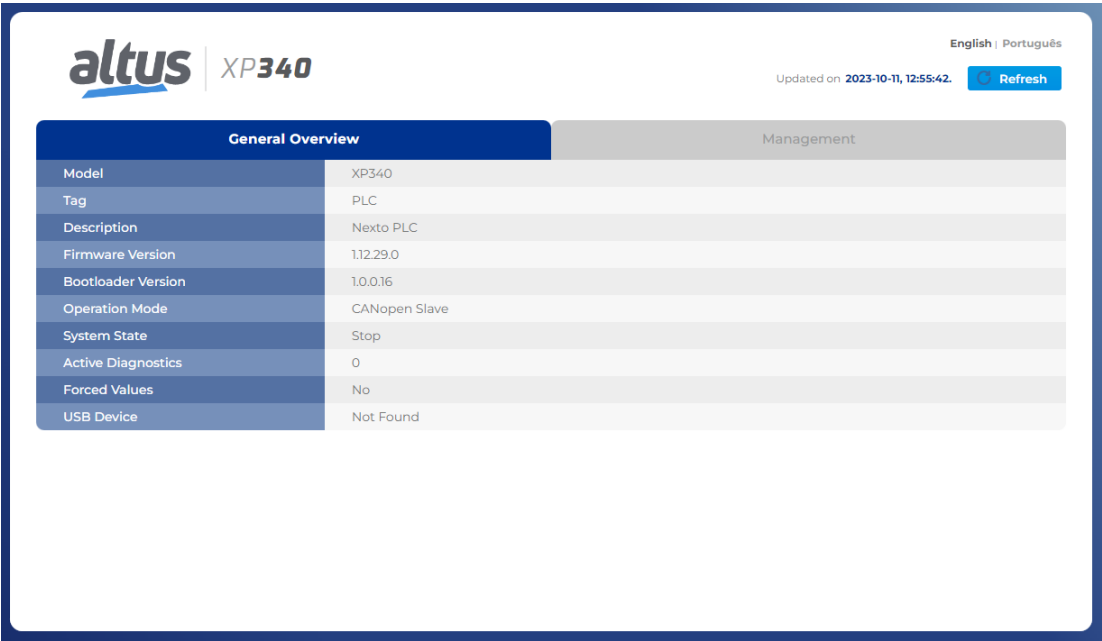 English | Português
altus XP340
Updated on 2023-10-11, 12:55:42. Refresh
General Overview Management
Model XP340
Tag PLC
Description Nexto PLC
Firmware Version 1.12.29.0
Bootloader Version 1.0.0.16
Operation Mode CANopen Slave
System State Stop
Active Diagnostics 0
Forced Values No
USB Device Not Found